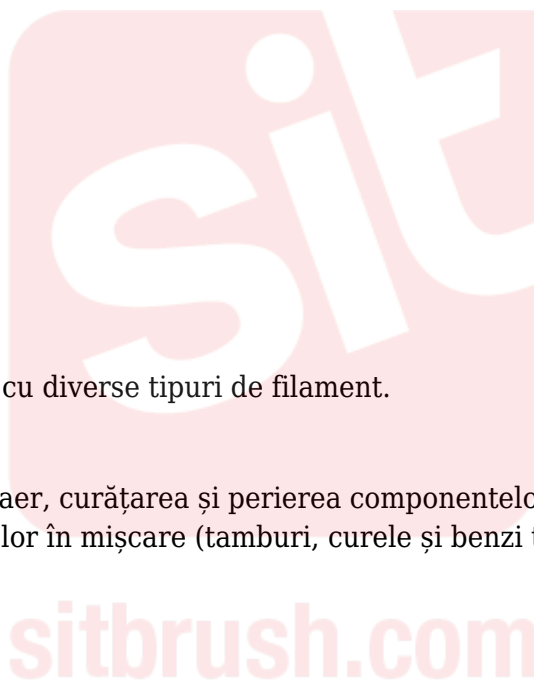 sit
cu diverse tipuri de filament.
aer, curățarea și perierea componentelo
lor în mișcare (tamburi, curele și benzi t
sitbrush.com